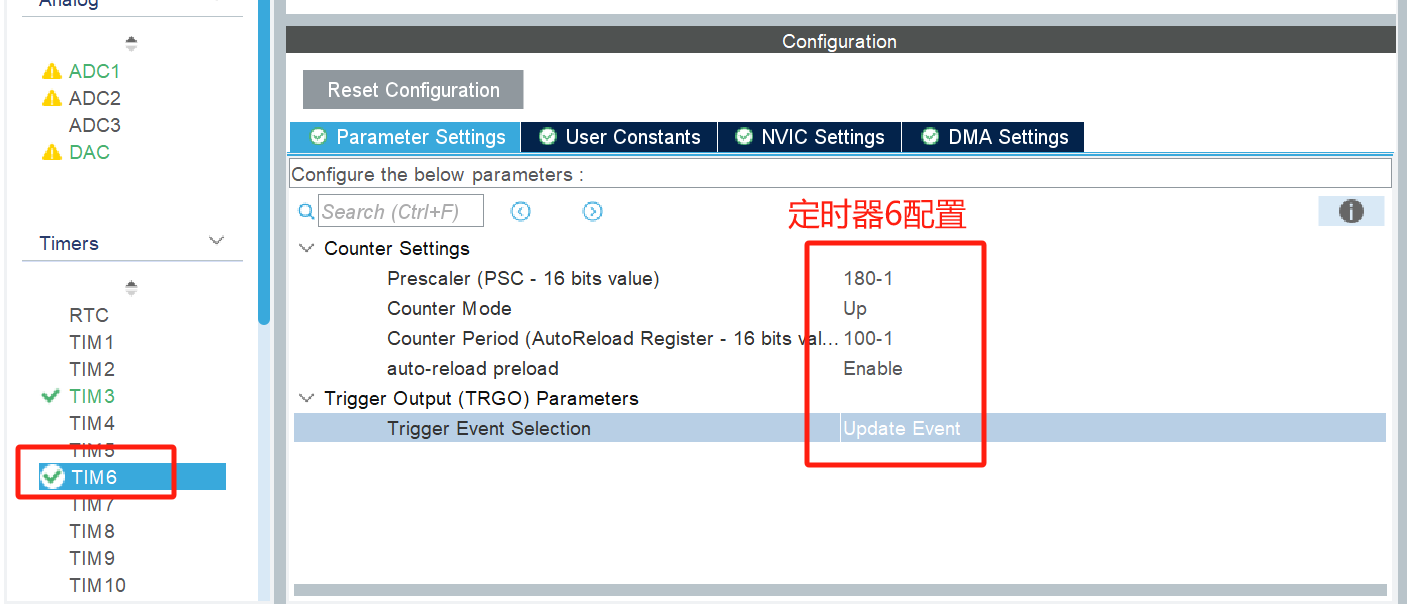 Analog
ADC1
ADC2
ADC3
DAC
Timers
RTC
TIM1
TIM2
TIM3
TIM4
TIM5
TIM6
TIM7
TIM8
TIM9
TIM10
Configuration
Reset Configuration
Parameter Settings
User Constants
NVIC Settings
DMA Settings
Configure the below parameters :
Search (Ctrl+F)
定时器6配置
Counter Settings
Prescaler (PSC - 16 bits value) 180-1
Counter Mode Up
Counter Period (AutoReload Register - 16 bits val... 100-1
auto-reload preload Enable
Trigger Output (TRGO) Parameters
Trigger Event Selection Update Event